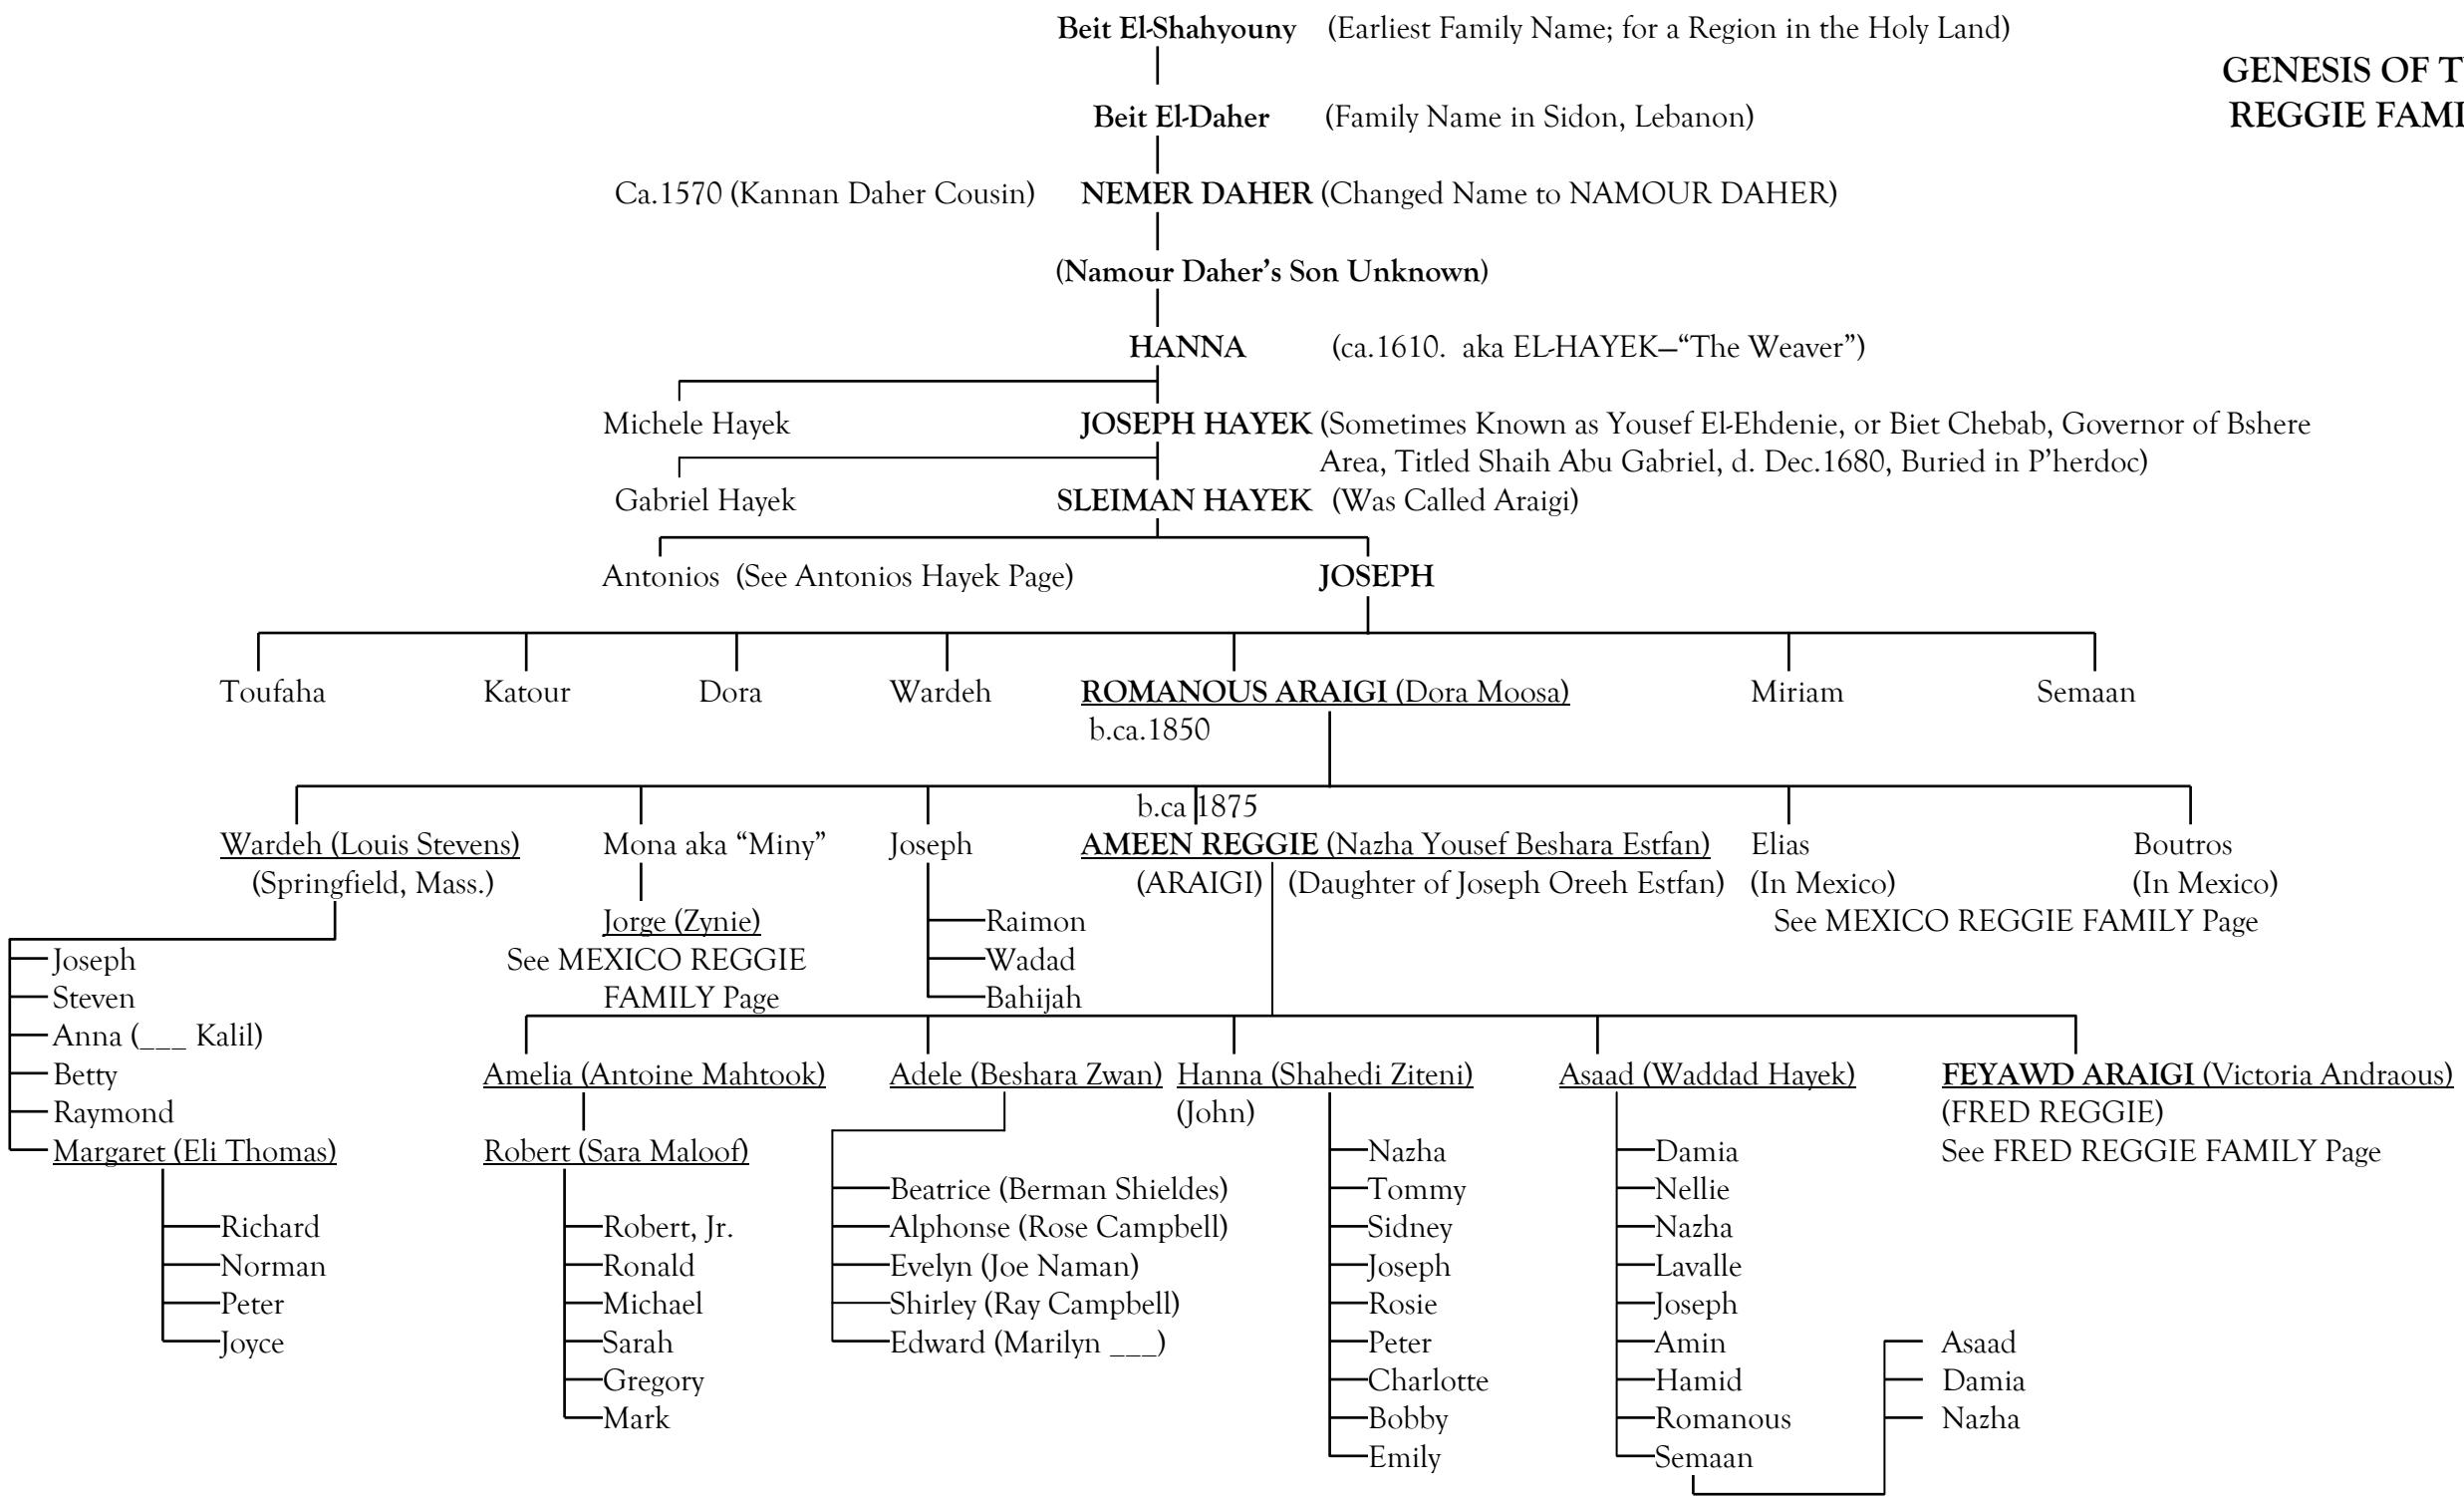 Beit El-Shahyouny (Earliest Family Name; for a Region in the Holy Land)
GENESIS OF T
REGGIE FAMI
Beit El-Daher (Family Name in Sidon, Lebanon)
Ca.1570 (Kannan Daher Cousin) NEMER DAHER (Changed Name to NAMOUR DAHER)
(Namour Daher’s Son Unknown)
HANNA (ca.1610. aka EL-HAYEK—“The Weaver”)
Michele Hayek JOSEPH HAYEK (Sometimes Known as Yousef El-Ehdenie, or Biet Chebab, Governor of Bshere
Area, Titled Shaih Abu Gabriel, d. Dec.1680, Buried in P’herdoc)
Gabriel Hayek SLEIMAN HAYEK (Was Called Araigi)
Antonios (See Antonios Hayek Page) JOSEPH
Toufaha Katour Dora Wardeh ROMANOUS ARAIGI (Dora Moosa) Miriam Semaan
b.ca.1850
b.ca 1875
Wardeh (Louis Stevens) Mona aka “Miny” Joseph AMEEN REGGIE (Nazha Yousef Beshara Estfan) Elias Boutros
(Springfield, Mass.) (ARAIGI) (Daughter of Joseph Oreeh Estfan) (In Mexico) (In Mexico)
Jorge (Zynie) Raimon See MEXICO REGGIE FAMILY Page
Joseph See MEXICO REGGIE Wadad
Steven FAMILY Page Bahijah
Anna (___ Kalil)
Betty Amelia (Antoine Mahtook) Adele (Beshara Zwan) Hanna (Shahedi Ziteni) Asaad (Waddad Hayek) FEYAWD ARAIGI (Victoria Andraous)
Raymond (John) (FRED REGGIE)
Margaret (Eli Thomas) Robert (Sara Maloof) Nazha Damia See FRED REGGIE FAMILY Page
Beatrice (Berman Shieldes) Tommy Nellie
Richard Robert, Jr. Alphonse (Rose Campbell) Sidney Nazha
Norman Ronald Evelyn (Joe Naman) Joseph Lavalle
Peter Michael Shirley (Ray Campbell) Rosie Joseph
Joyce Sarah Edward (Marilyn ___) Peter Amin Asaad
Gregory Charlotte Hamid Damia
Mark Bobby Romanous Nazha
Emily Semaan